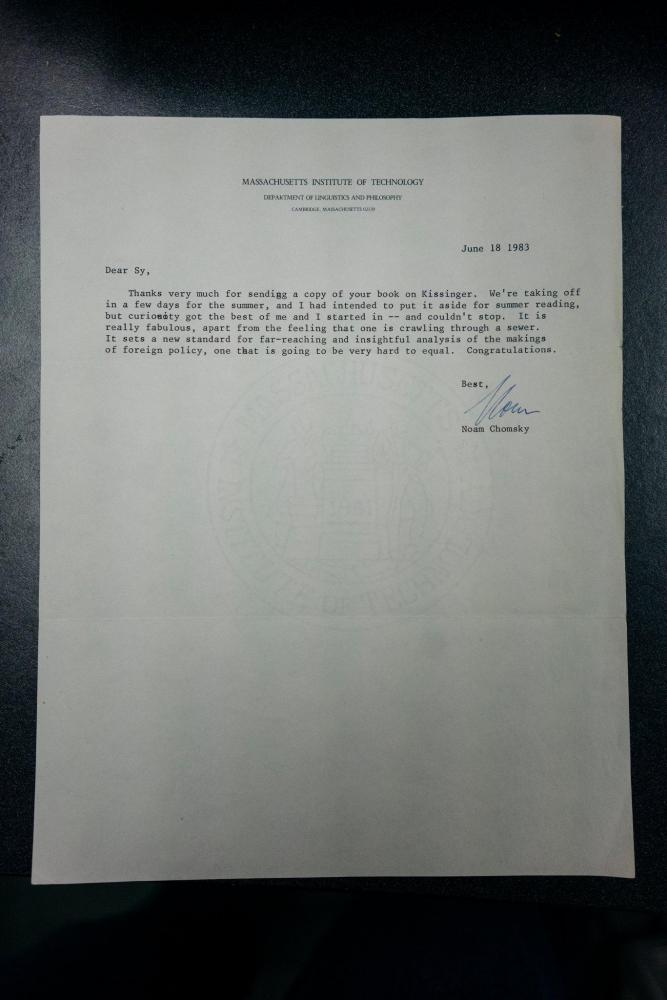 MASSACHUSETTS INSTITUTE OF TECHNOLOGY
DEPARTMENT OF LINGUISTICS AND PHILOSOPHY
CAMBRIDGE, MASSACHUSETTS 02139
June 18 1983
Dear Sy,
Thanks very much for sending a copy of your book on Kissinger. We're taking off
in a few days for the summer, and I had intended to put it aside for summer reading,
but curiosity got the best of me and I started in -- and couldn't stop. It is
really fabulous, apart from the feeling that one is crawling through a sewer.
It sets a new standard for far-reaching and insightful analysis of the makings
of foreign policy, one that is going to be very hard to equal. Congratulations.
Best,
Noam
Noam Chomsky